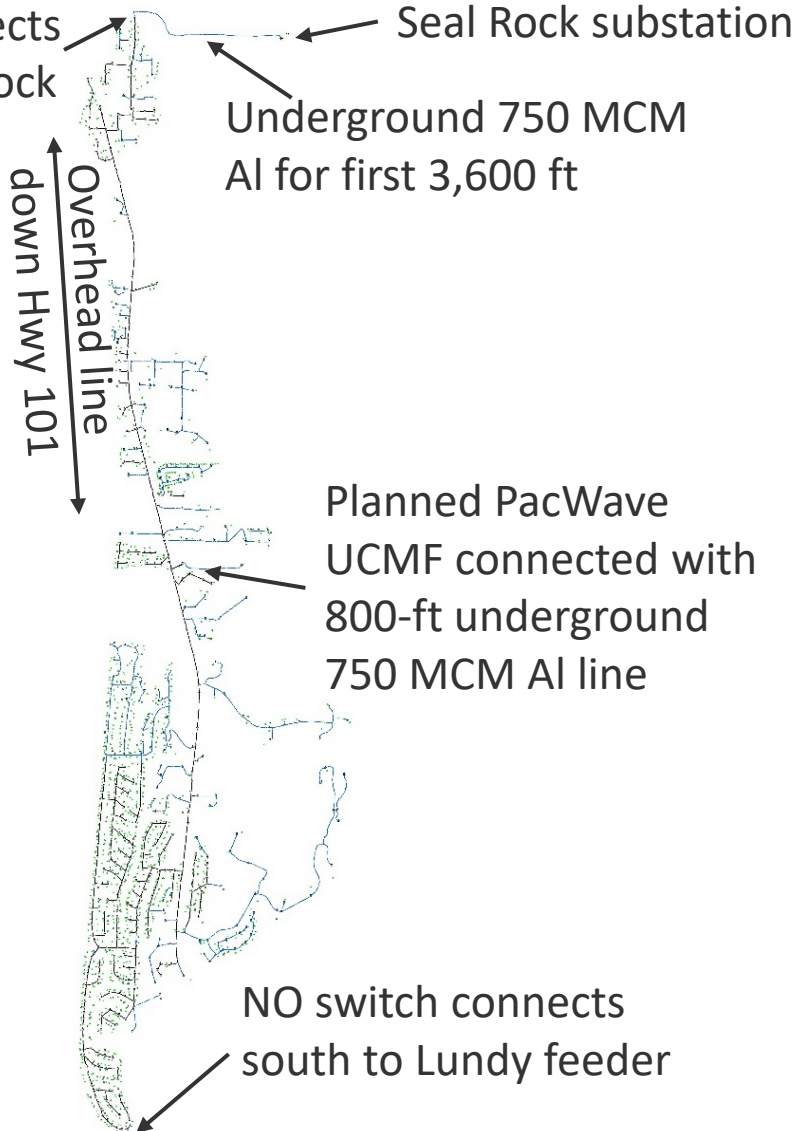 ects
ock
Seal Rock substation
Underground 750 MCM
Al for first 3,600 ft
Overhead line
down Hwy 101
Planned PacWave
UCMF connected with
800-ft underground
750 MCM Al line
NO switch connects
south to Lundy feeder